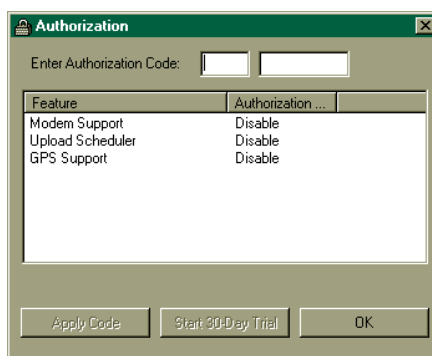 Authorization
Enter Authorization Code:
Feature Authorization ...
Modem Support Disable
Upload Scheduler Disable
GPS Support Disable
Apply Code Start 30-Day Trial OK